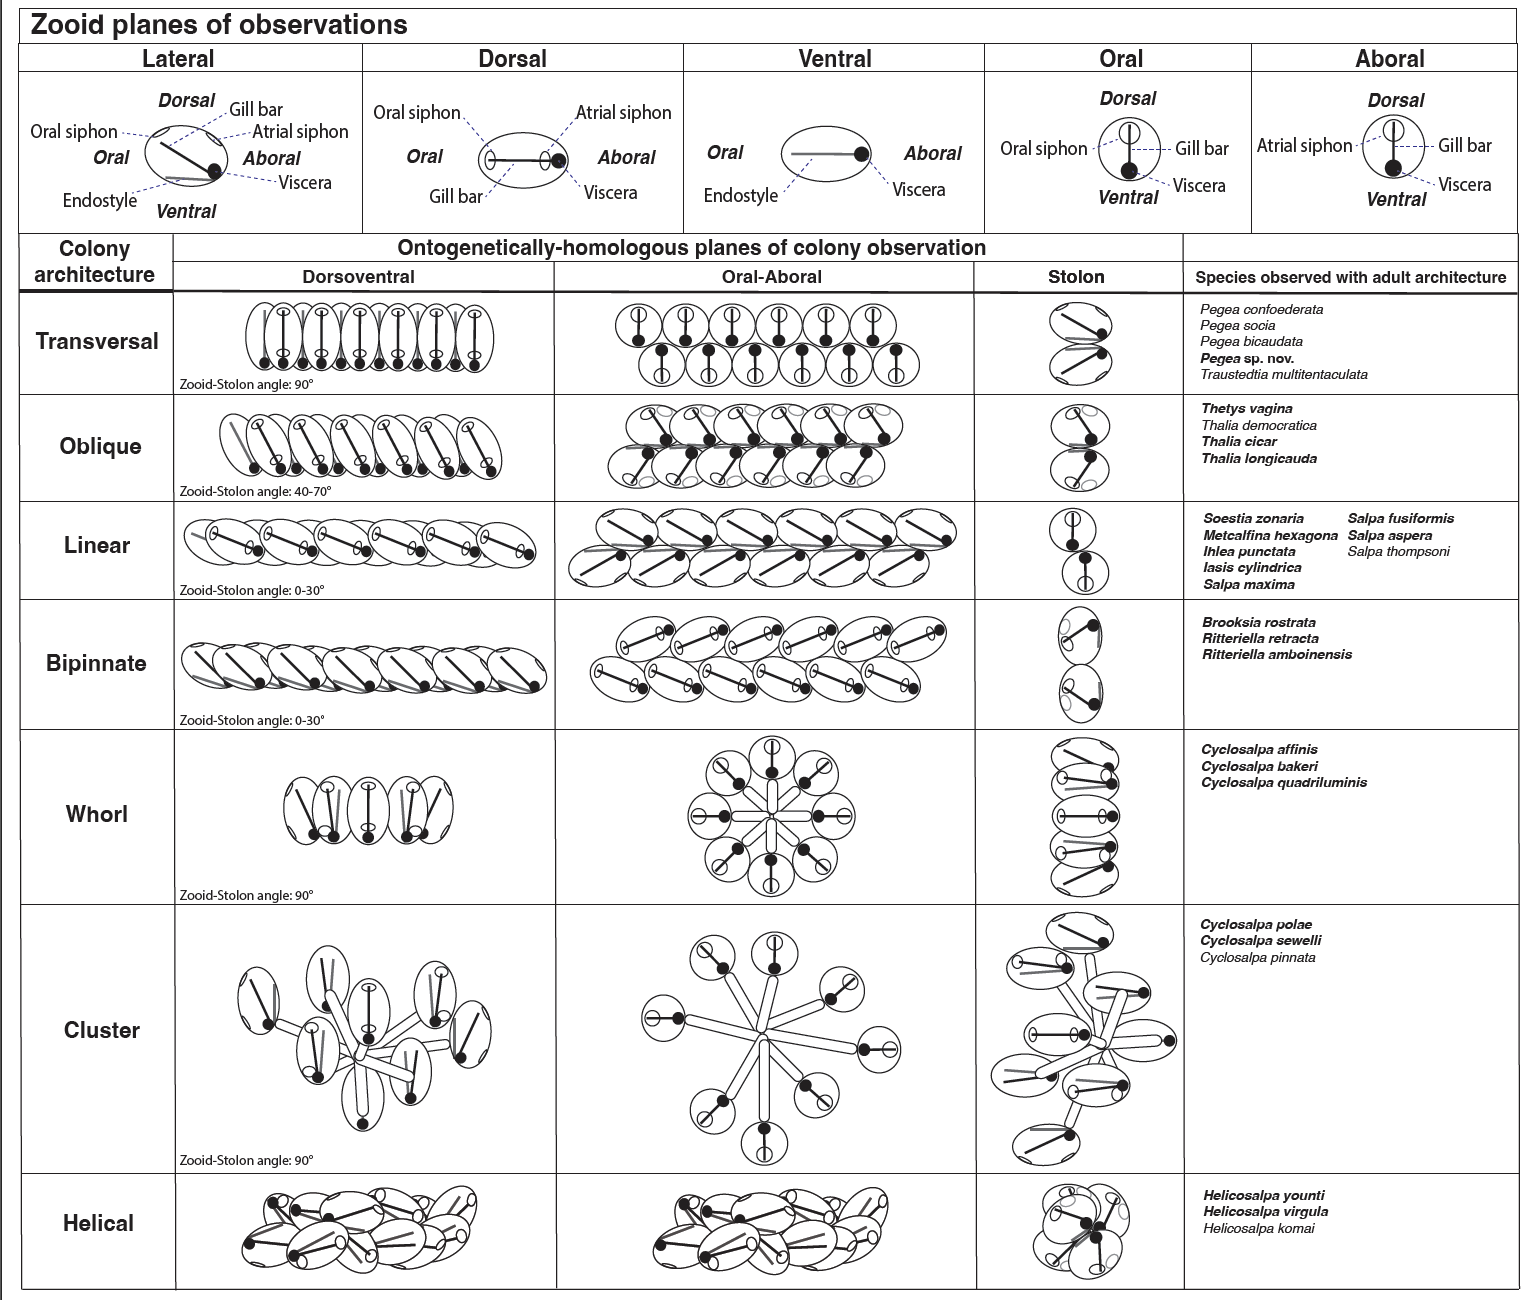 Zooid planes of observations
Lateral
Dorsal
Ventral
Oral
Aboral
Dorsal
Gill bar
Oral siphon
Atrial siphon
Oral
Aboral
Viscera
Endostyle
Ventral
Oral siphon
Atrial siphon
Oral
Aboral
Gill bar
Viscera
Oral
Aboral
Endostyle
Viscera
Dorsal
Oral siphon
Gill bar
Viscera
Ventral
Dorsal
Atrial siphon
Gill bar
Viscera
Ventral
Colony
architecture
Ontogenetically-homologous planes of colony observation
Dorsoventral
Oral-Aboral
Stolon
Species observed with adult architecture
Transversal
Zooid-Stolon angle: 90°
Pegea confoederata
Pegea socia
Pegea bicaudata
Pegea sp. nov.
Traustedtia multitentaculata
Oblique
Zooid-Stolon angle: 40-70°
Thetys vagina
Thalia democratica
Thalia cicar
Thalia longicauda
Linear
Zooid-Stolon angle: 0-30°
Soestia zonaria Salpa fusiformis
Metcalfina hexagona Salpa aspera
Ihlea punctata Salpa thompsoni
Iasis cylindrica
Salpa maxima
Bipinnate
Zooid-Stolon angle: 0-30°
Brooksia rostrata
Ritteriella retracta
Ritteriella amboinensis
Whorl
Zooid-Stolon angle: 90°
Cyclosalpa affinis
Cyclosalpa bakeri
Cyclosalpa quadriluminis
Cluster
Zooid-Stolon angle: 90°
Cyclosalpa polae
Cyclosalpa sewelli
Cyclosalpa pinnata
Helical
Helicosalpa younti
Helicosalpa virgula
Helicosalpa komai